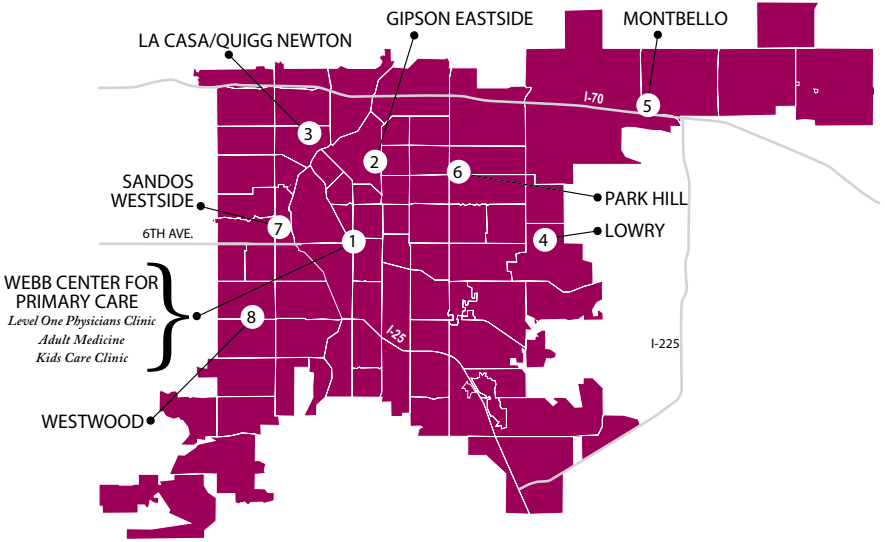 GIPSON EASTSIDE
MONTBELLO
LA CASA/QUIGG NEWTON
I-70
5
3
2
6
SANDOS
WESTSIDE
PARK HILL
7
6TH AVE.
1
4
LOWRY
WEBB CENTER FOR
PRIMARY CARE
Level One Physicians Clinic
Adult Medicine
Kids Care Clinic
8
I-25
I-225
WESTWOOD